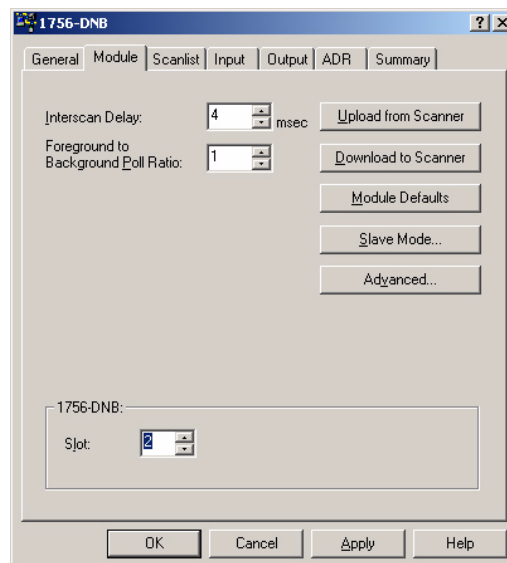 1756-DNB
General Module Scanlist Input Output ADR Summary
Interscan Delay: 4 msec Upload from Scanner
Foreground to
Background Poll Ratio: 1 Download to Scanner
Module Defaults
Slave Mode...
Advanced...
1756-DNB:
Slot: 2
OK Cancel Apply Help